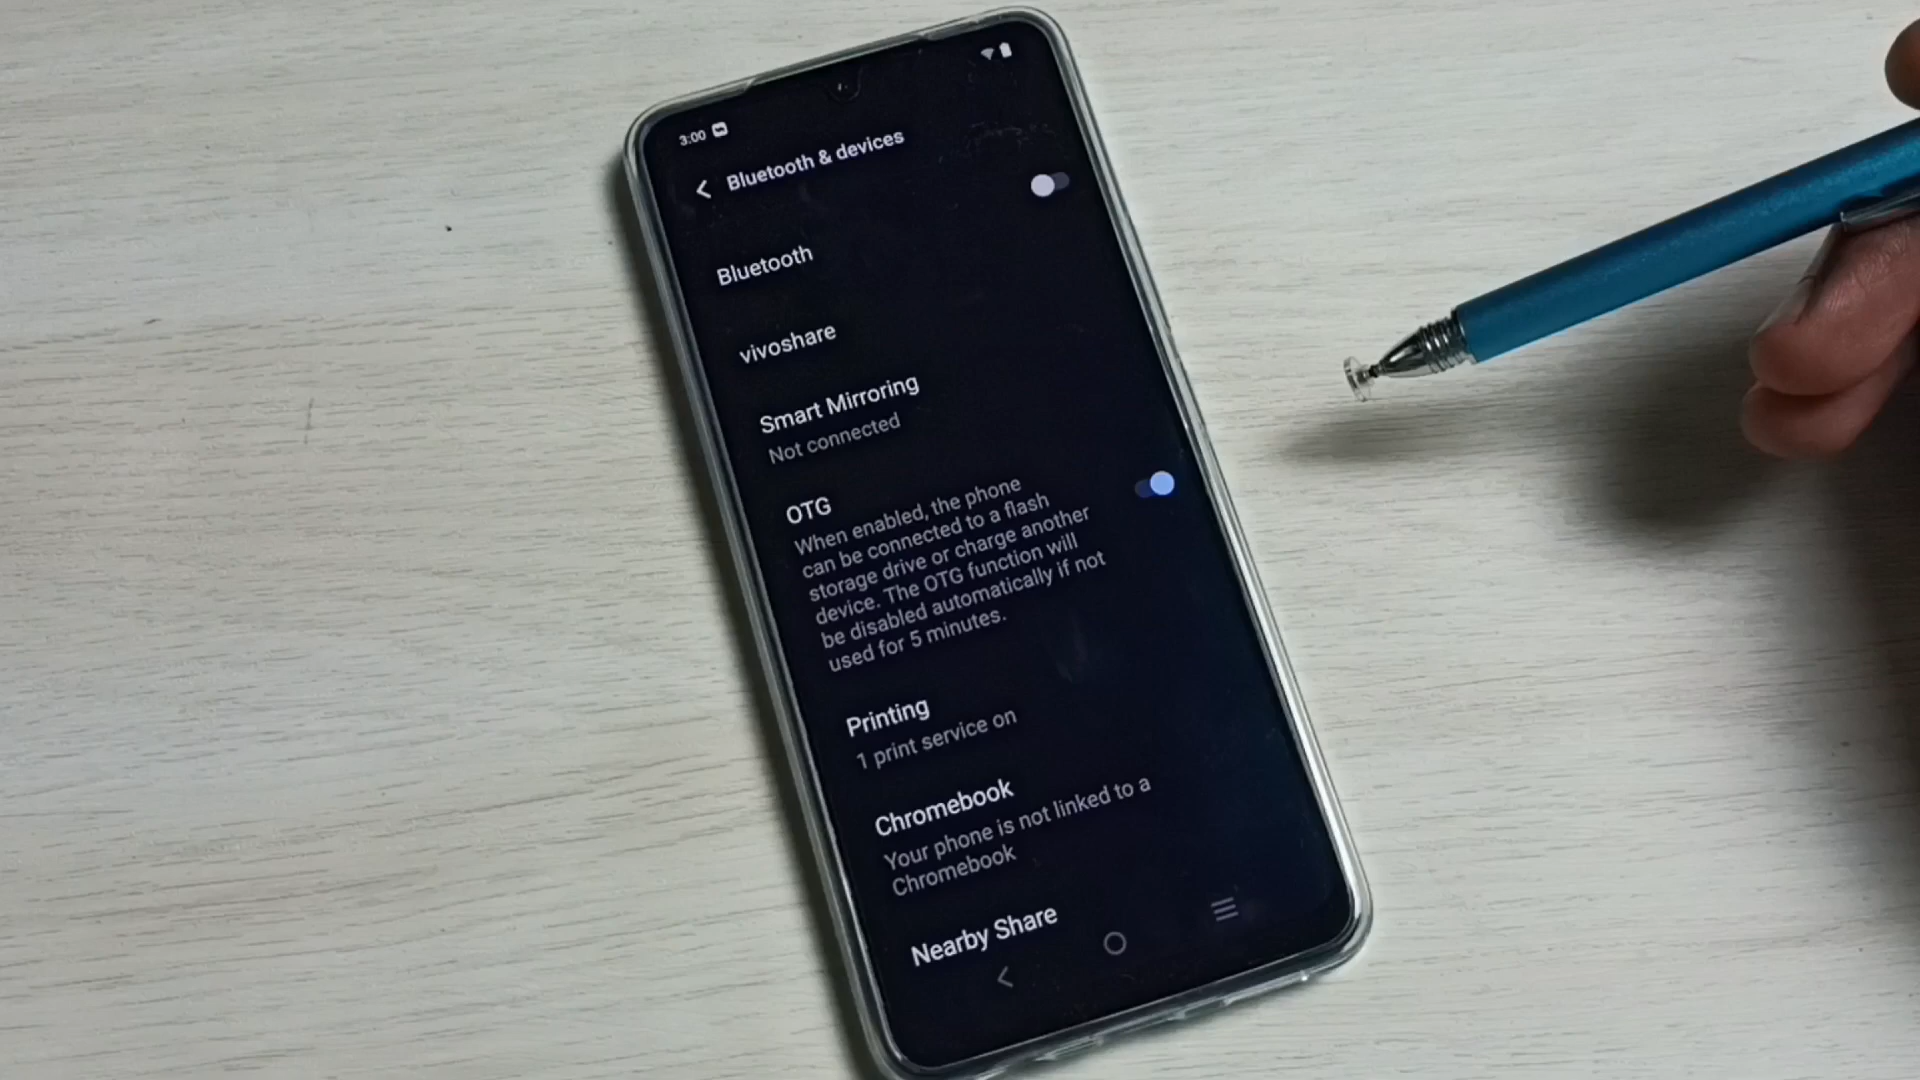 3:00
Bluetooth & devices
Bluetooth
vivoshare
Smart Mirroring
Not connected
OTG
When enabled, the phone
can be connected to a flash
storage drive or charge another
device. The OTG function will
be disabled automatically if not
used for 5 minutes.
Printing
1 print service on
Chromebook
Your phone is not linked to a
Chromebook
Nearby Share